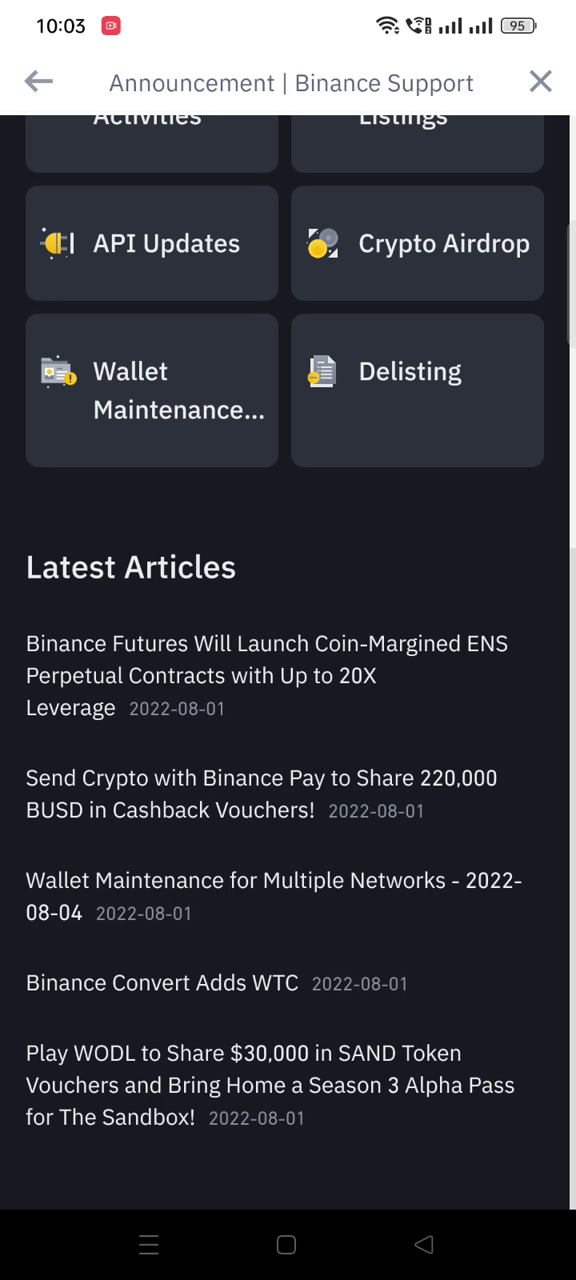 10:03
95
Announcement | Binance Support
Activities
Listings
API Updates
Crypto Airdrop
Wallet
Maintenance...
Delisting
Latest Articles
Binance Futures Will Launch Coin-Margined ENS
Perpetual Contracts with Up to 20X
Leverage 2022-08-01
Send Crypto with Binance Pay to Share 220,000
BUSD in Cashback Vouchers! 2022-08-01
Wallet Maintenance for Multiple Networks - 2022-
08-04 2022-08-01
Binance Convert Adds WTC 2022-08-01
Play WODL to Share $30,000 in SAND Token
Vouchers and Bring Home a Season 3 Alpha Pass
for The Sandbox! 2022-08-01